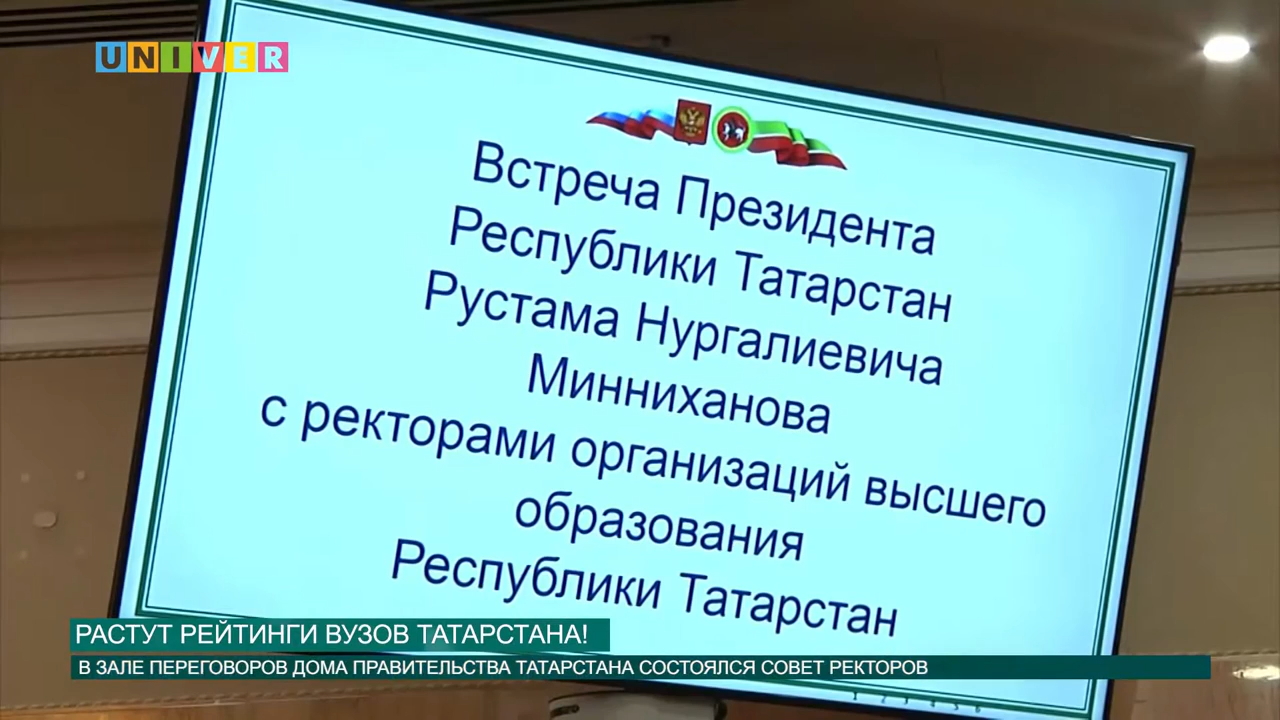 UNIVER
Встреча Президента
Республики Татарстан
Рустама Нургалиевича
Минниханова
с ректорами организаций высшего
образования
Республики Татарстан
РАСТУТ РЕЙТИНГИ ВУЗОВ ТАТАРСТАНА!
В ЗАЛЕ ПЕРЕГОВОРОВ ДОМА ПРАВИТЕЛЬСТВА ТАТАРСТАНА СОСТОЯЛСЯ СОВЕТ РЕКТОРОВ